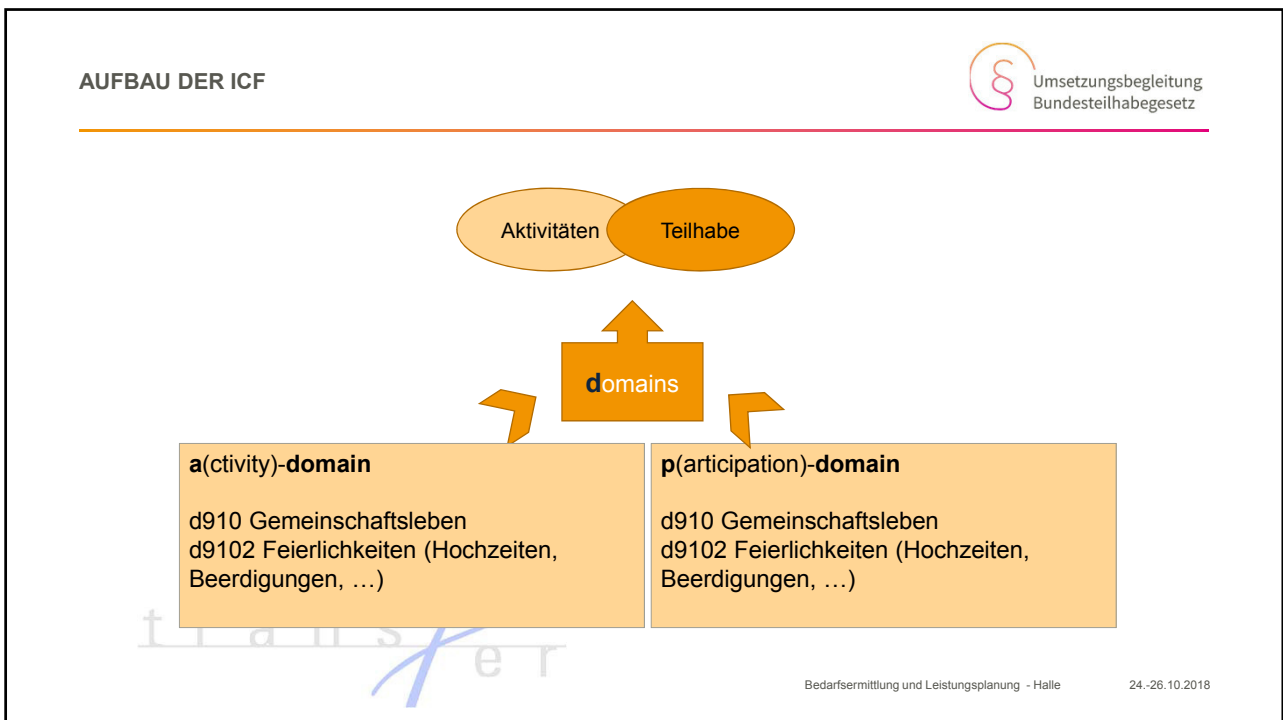 AUFBAU DER ICF
Umsetzungsbegleitung
Bundesteilhabegesetz
Aktivitäten
Teilhabe
domains
a(ctivity)-domain
d910 Gemeinschaftsleben
d9102 Feierlichkeiten (Hochzeiten,
Beerdigungen, …)
p(articipation)-domain
d910 Gemeinschaftsleben
d9102 Feierlichkeiten (Hochzeiten,
Beerdigungen, …)
transfer
Bedarfsermittlung und Leistungsplanung - Halle
24.-26.10.2018